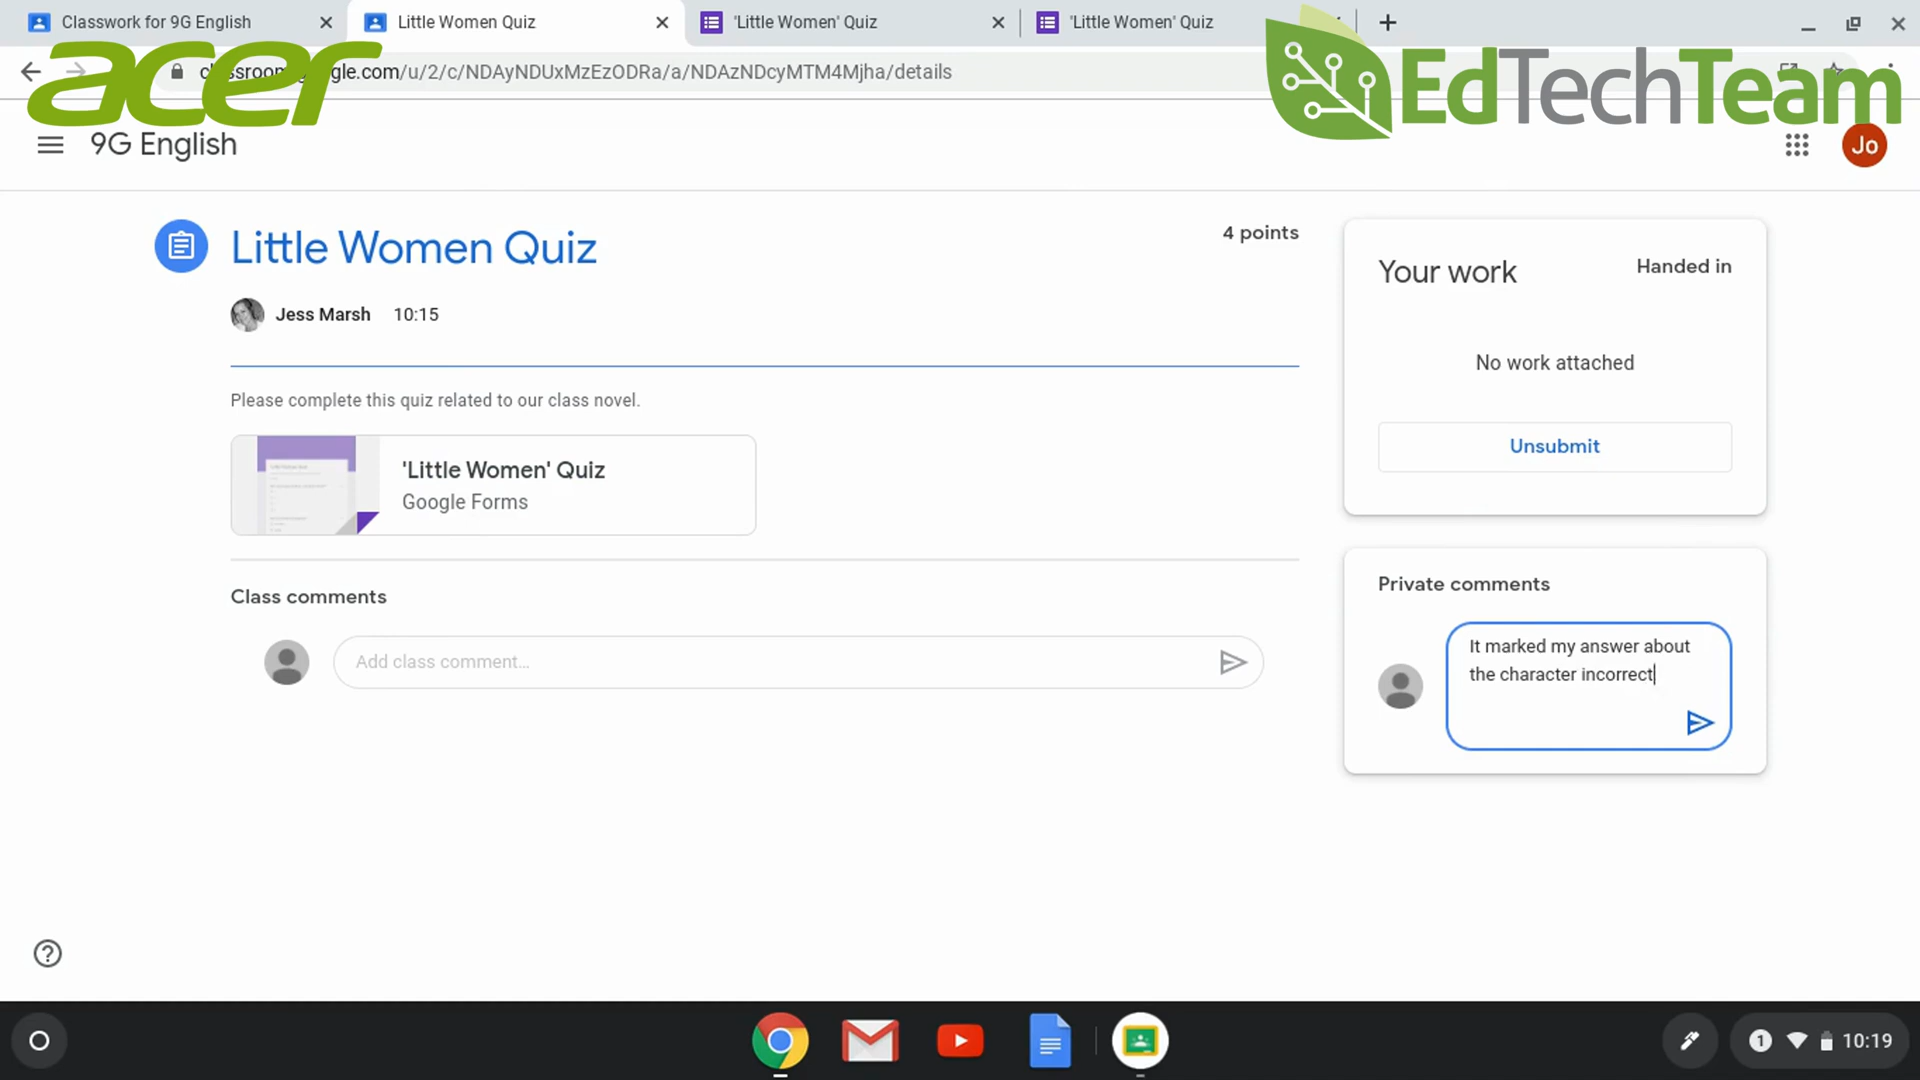 Classwork for 9G English
Little Women Quiz
'Little Women' Quiz
'Little Women' Quiz
acer
EdTechTeam
/u/2/c/NDAyNDUxMzEzODRa/a/NDAzNDcyMTM4Mjha/details
9G English
Jo
Little Women Quiz
4 points
Jess Marsh 10:15
Please complete this quiz related to our class novel.
'Little Women' Quiz
Google Forms
Class comments
Add class comment...
Your work
Handed in
No work attached
Unsubmit
Private comments
It marked my answer about
the character incorrect
1
10:19